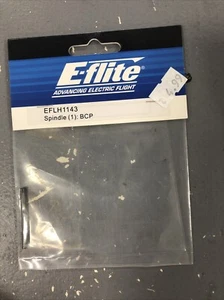 E-flite
ADVANCING ELECTRIC FLIGHT
EFLH1143
Spindle (1): BCP